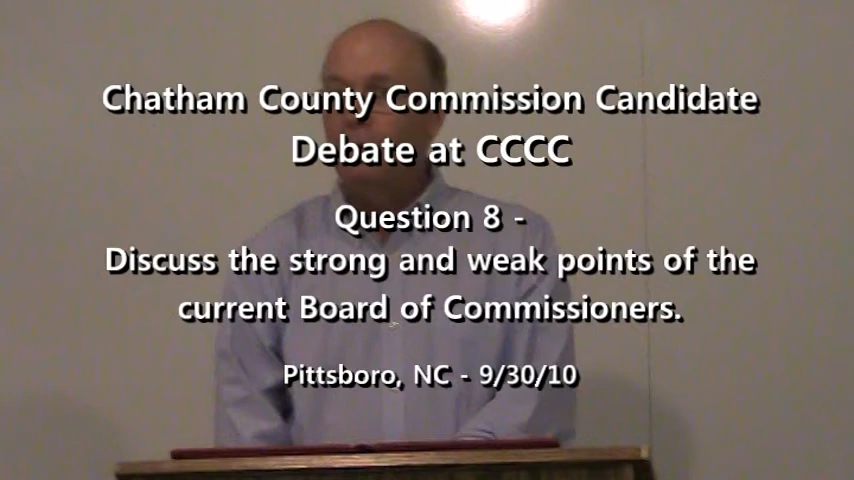 Chatham County Commission Candidate
Debate at CCCC
Question 8 -
Discuss the strong and weak points of the
current Board of Commissioners.
Pittsboro, NC - 9/30/10